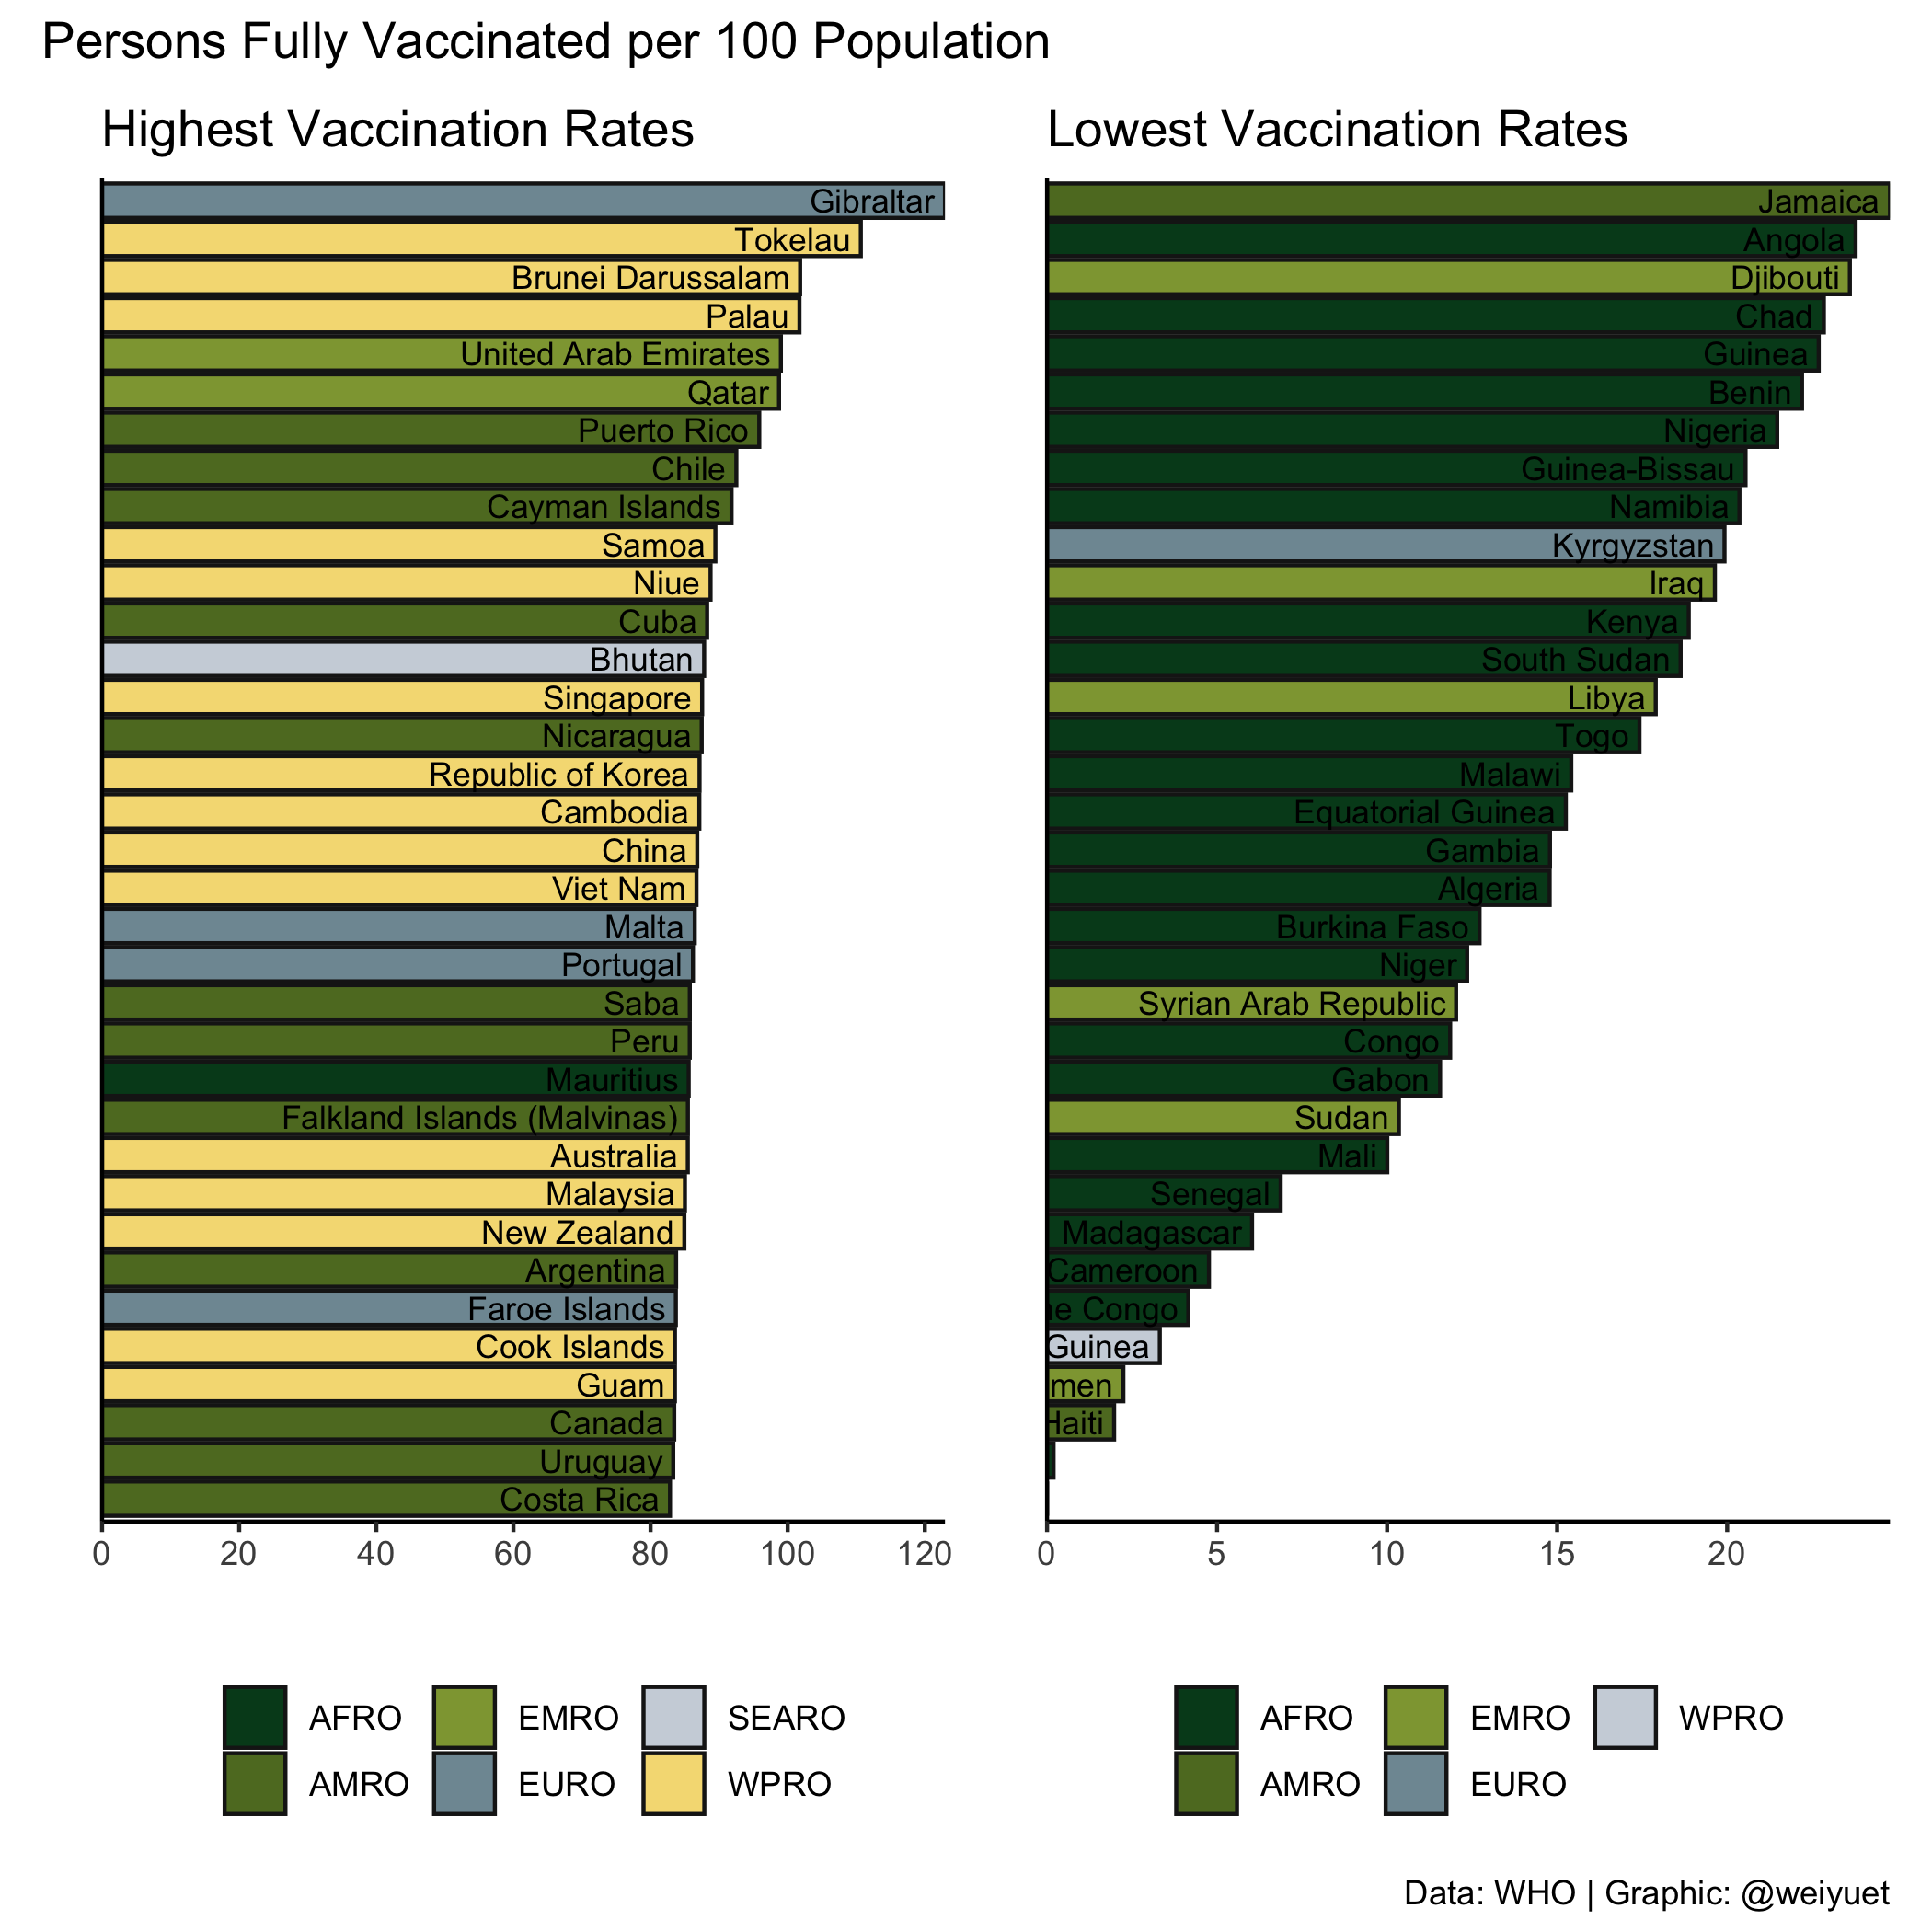 Persons Fully Vaccinated per 100 Population
Highest Vaccination Rates
Gibraltar
Tokelau
Brunei Darussalam
Palau
United Arab Emirates
Qatar
Puerto Rico
Chile
Cayman Islands
Samoa
Niue
Cuba
Bhutan
Singapore
Nicaragua
Republic of Korea
Cambodia
China
Viet Nam
Malta
Portugal
Saba
Peru
Mauritius
Falkland Islands (Malvinas)
Australia
Malaysia
New Zealand
Argentina
Faroe Islands
Cook Islands
Guam
Canada
Uruguay
Costa Rica
0 20 40 60 80 100 120
AFRO EMRO SEARO
AMRO EURO WPRO
Lowest Vaccination Rates
Jamaica
Angola
Djibouti
Chad
Guinea
Benin
Nigeria
Guinea-Bissau
Namibia
Kyrgyzstan
Iraq
Kenya
South Sudan
Libya
Togo
Malawi
Equatorial Guinea
Gambia
Algeria
Burkina Faso
Niger
Syrian Arab Republic
Congo
Gabon
Sudan
Mali
Senegal
Madagascar
Cameroon
e Congo
Guinea
men
Haiti
0 5 10 15 20
AFRO EMRO WPRO
AMRO EURO
Data: WHO | Graphic: @weiyuet